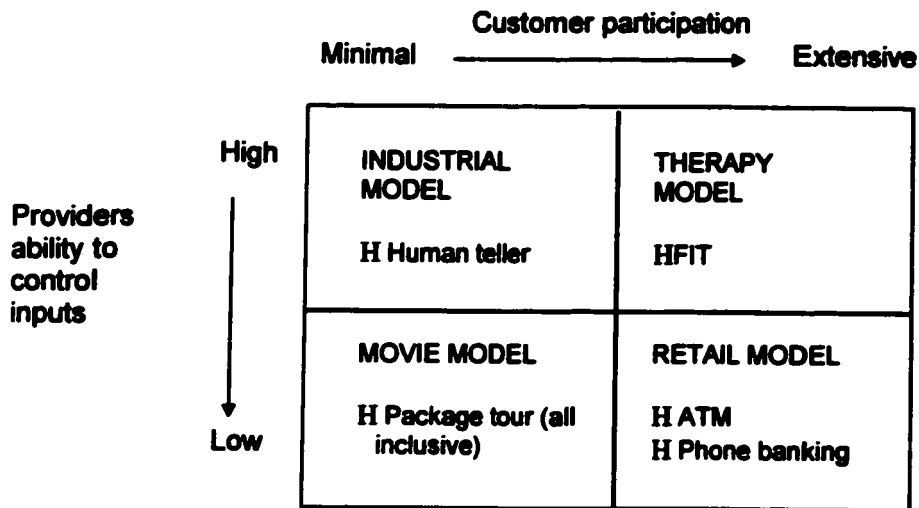 Customer participation
Minimal
Extensive
High
Providers
ability to
control
inputs
Low
INDUSTRIAL
MODEL
H Human teller
THERAPY
MODEL
HFIT
MOVIE MODEL
H Package tour (all
inclusive)
RETAIL MODEL
H ATM
H Phone banking